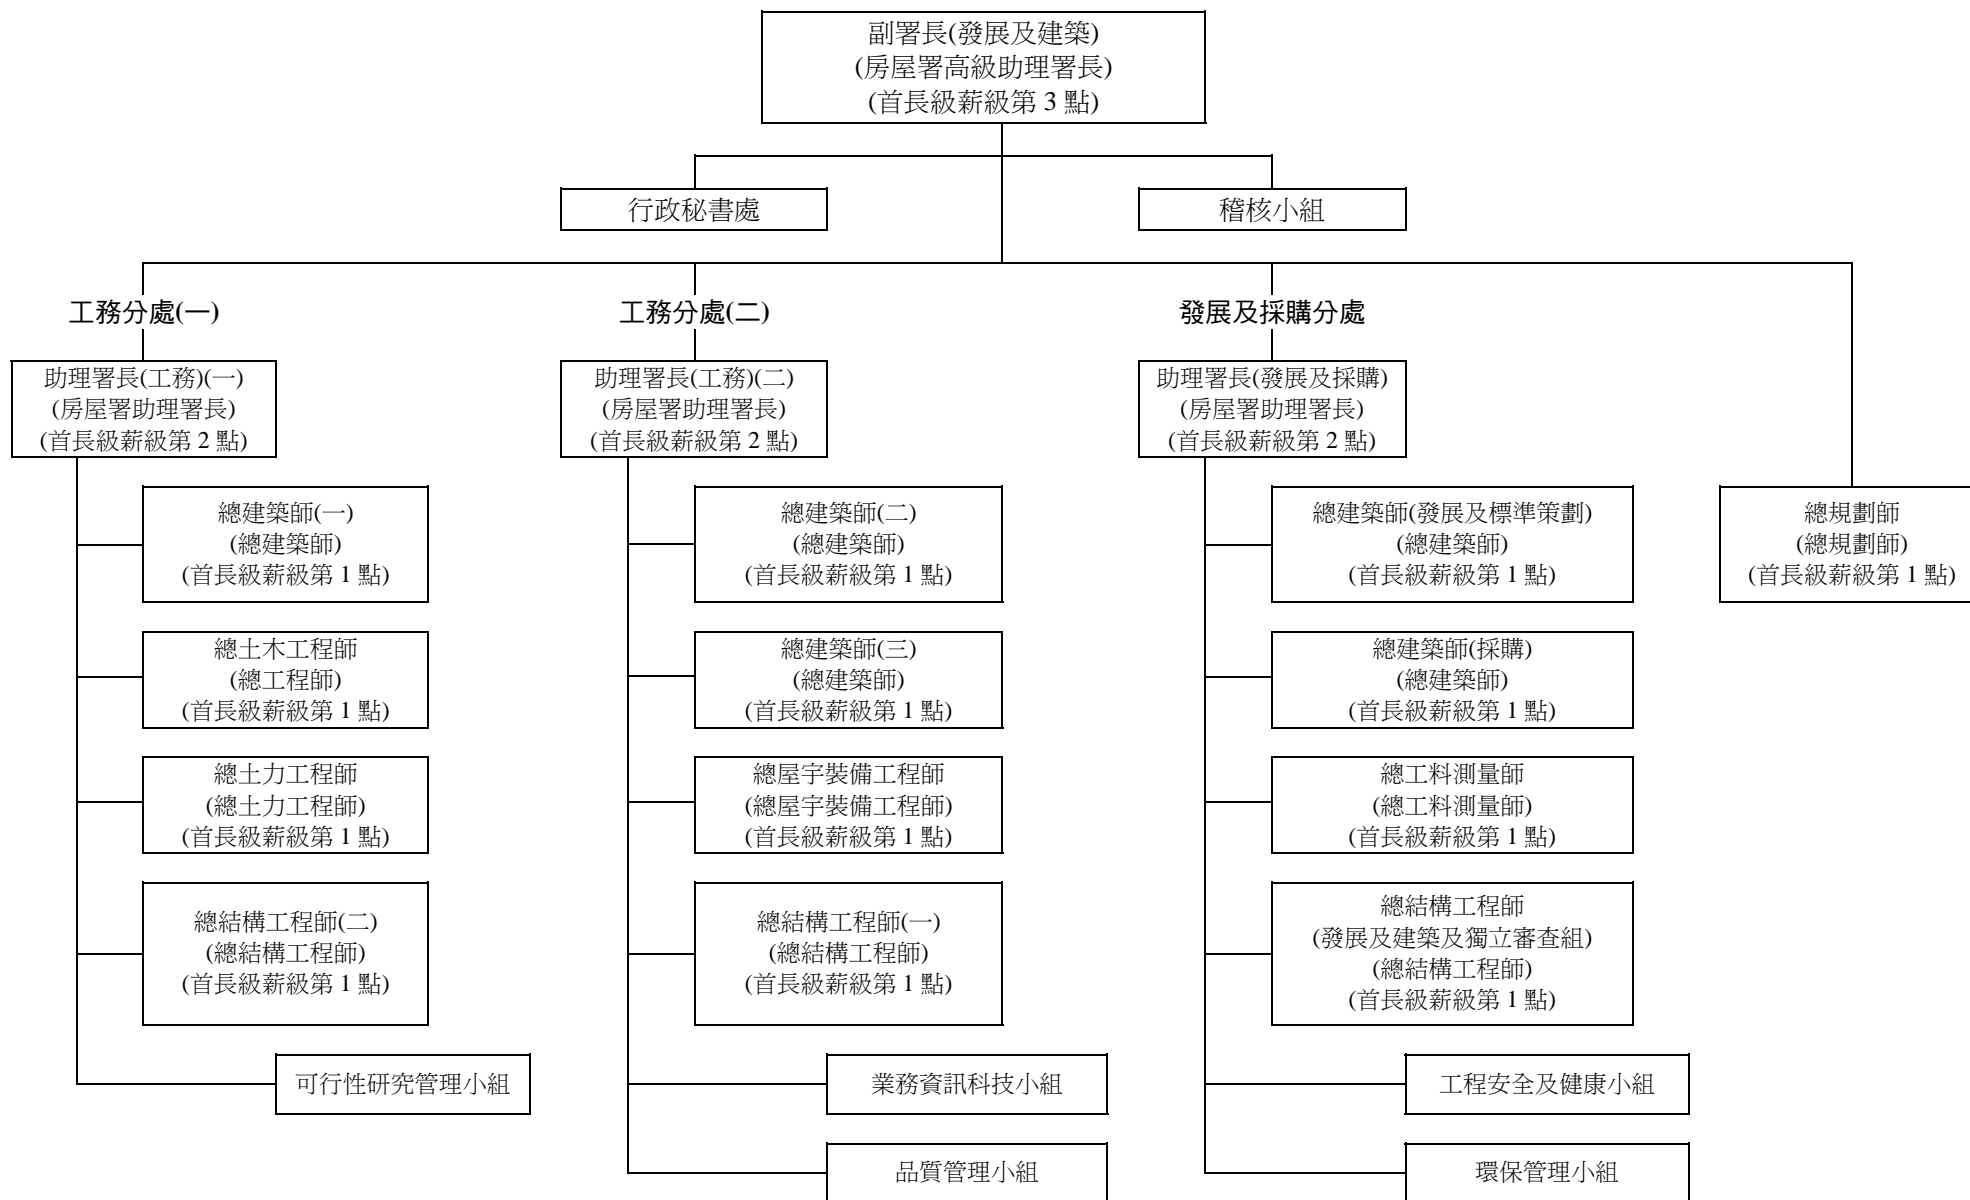 副署長(發展及建築)
(房屋署高級助理署長)
(首長級薪級第 3 點)
行政秘書處
稽核小組
工務分處(一)
工務分處(二)
發展及採購分處
助理署長(工務)(一)
(房屋署助理署長)
(首長級薪級第 2 點)
助理署長(工務)(二)
(房屋署助理署長)
(首長級薪級第 2 點)
助理署長(發展及採購)
(房屋署助理署長)
(首長級薪級第 2 點)
總建築師(一)
(總建築師)
(首長級薪級第 1 點)
總建築師(二)
(總建築師)
(首長級薪級第 1 點)
總建築師(發展及標準策劃)
(總建築師)
(首長級薪級第 1 點)
總規劃師
(總規劃師)
(首長級薪級第 1 點)
總土木工程師
(總工程師)
(首長級薪級第 1 點)
總建築師(三)
(總建築師)
(首長級薪級第 1 點)
總建築師(採購)
(總建築師)
(首長級薪級第 1 點)
總土力工程師
(總土力工程師)
(首長級薪級第 1 點)
總屋宇裝備工程師
(總屋宇裝備工程師)
(首長級薪級第 1 點)
總工料測量師
(總工料測量師)
(首長級薪級第 1 點)
總結構工程師(二)
(總結構工程師)
(首長級薪級第 1 點)
總結構工程師(一)
(總結構工程師)
(首長級薪級第 1 點)
總結構工程師
(發展及建築及獨立審查組)
(總結構工程師)
(首長級薪級第 1 點)
可行性研究管理小組
業務資訊科技小組
工程安全及健康小組
品質管理小組
環保管理小組